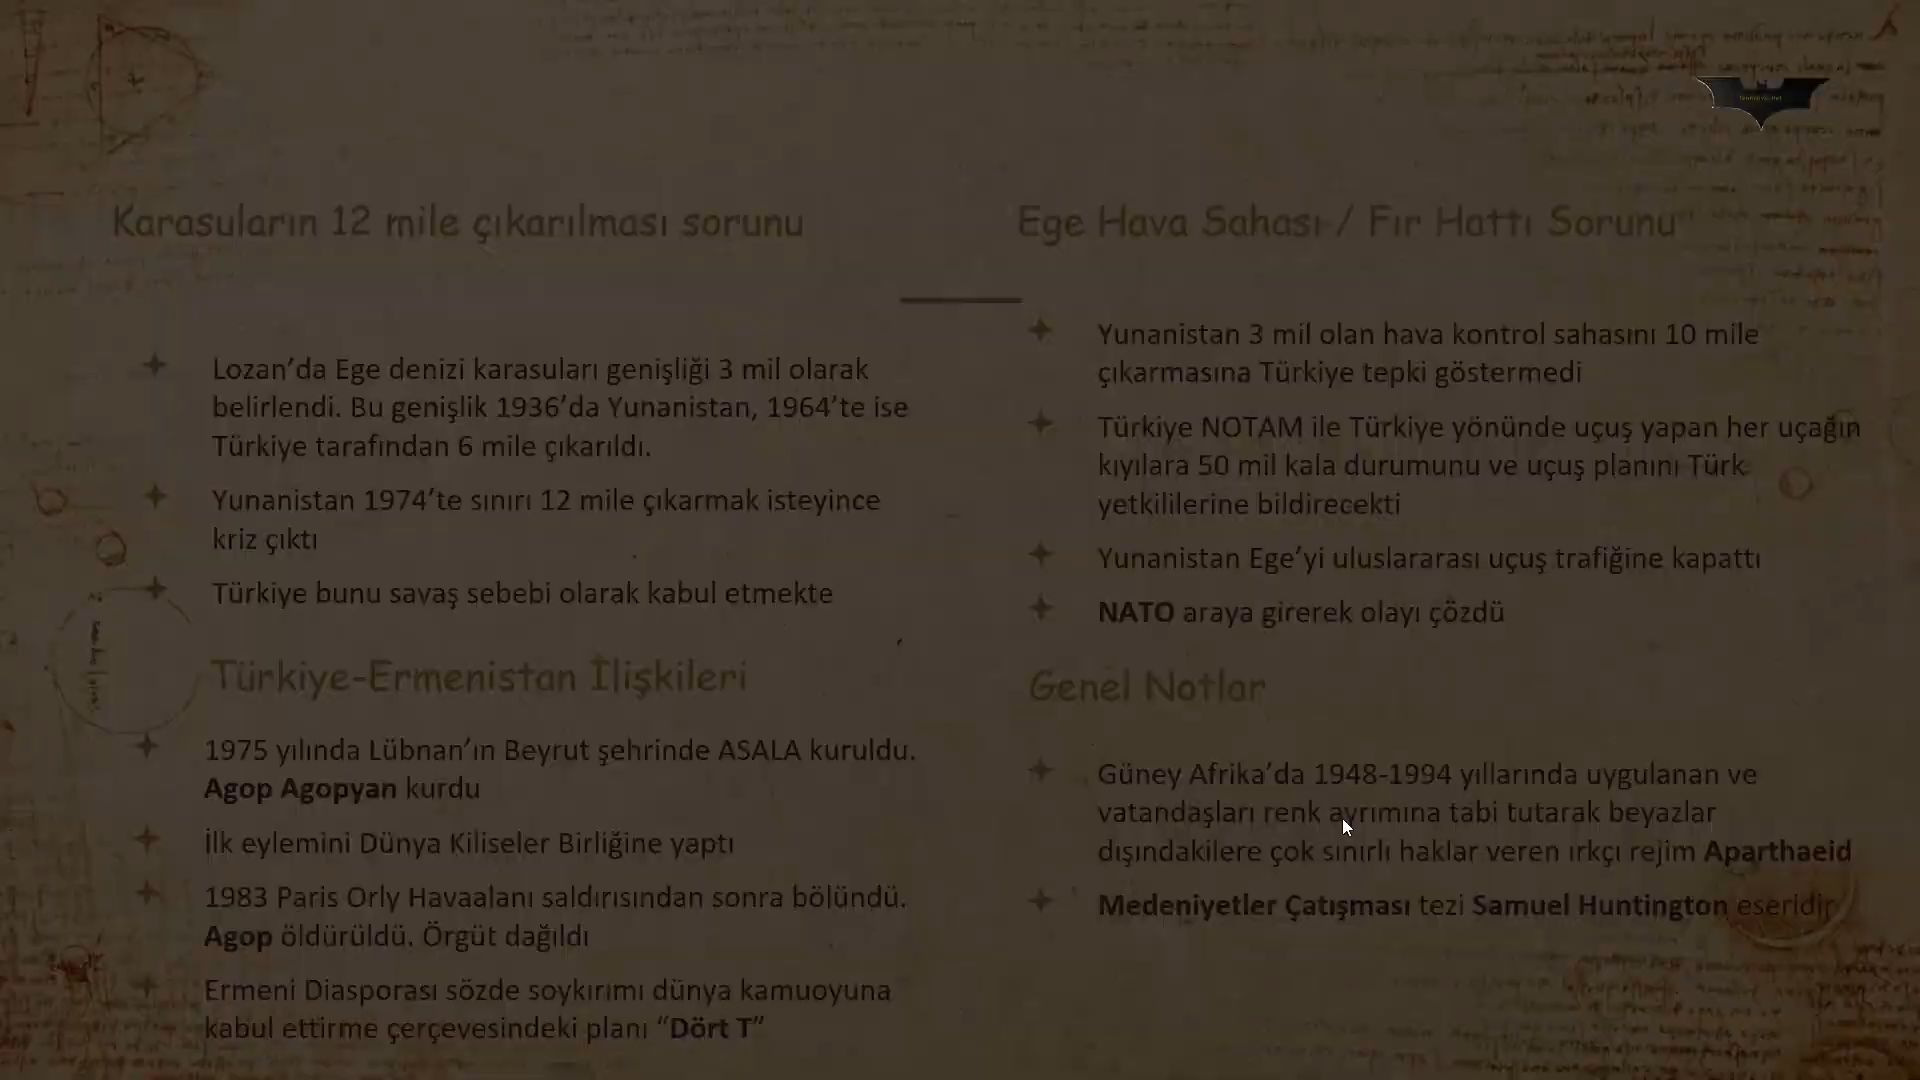 Karasuların 12 mile çıkarılması sorunu
Lozan’da Ege denizi karasuları genişliği 3 mil olarak
belirlendi. Bu genişlik 1936’da Yunanistan, 1964’te ise
Türkiye tarafından 6 mile çıkarıldı.
Yunanistan 1974’te sınırı 12 mile çıkarmak isteyince
kriz çıktı
Türkiye bunu savaş sebebi olarak kabul etmekte
Türkiye-Ermenistan İlişkileri
1975 yılında Lübnan’ın Beyrut şehrinde ASALA kuruldu.
Agop Agopyan kurdu
İlk eylemini Dünya Kiliseler Birliğine yaptı
1983 Paris Orly Havaalanı saldırısından sonra bölündü.
Agop öldürüldü. Örgüt dağıldı
Ermeni Diasporası sözde soykırımı dünya kamuoyuna
kabul ettirme çerçevesindeki planı “Dört T”
Ege Hava Sahası / Fır Hattı Sorunu
Yunanistan 3 mil olan hava kontrol sahasını 10 mile
çıkarmasına Türkiye tepki göstermedi
Türkiye NOTAM ile Türkiye yönünde uçuş yapan her uçağın
kıyılara 50 mil kala durumunu ve uçuş planını Türk
yetkililerine bildirecekti
Yunanistan Ege’yi uluslararası uçuş trafiğine kapattı
NATO araya girerek olayı çözdü
Genel Notlar
Güney Afrika’da 1948-1994 yıllarında uygulanan ve
vatandaşları renk ayrımına tabi tutarak beyazlar
dışındakilere çok sınırlı haklar veren ırkçı rejim Aparthaeid
Medeniyetler Çatışması tezi Samuel Huntington eseridir